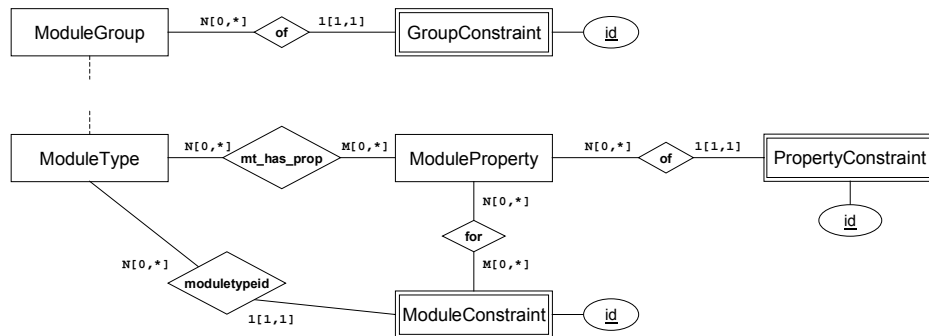 N[0,*] 1[1,1]
ModuleGroup of GroupConstraint id
N[0,*] M[0,*] N[0,*] 1[1,1]
ModuleType mt_has_prop ModuleProperty of PropertyConstraint
N[0,*]
id
for
N[0,*] M[0,*]
moduletypeid
1[1,1] ModuleConstraint id